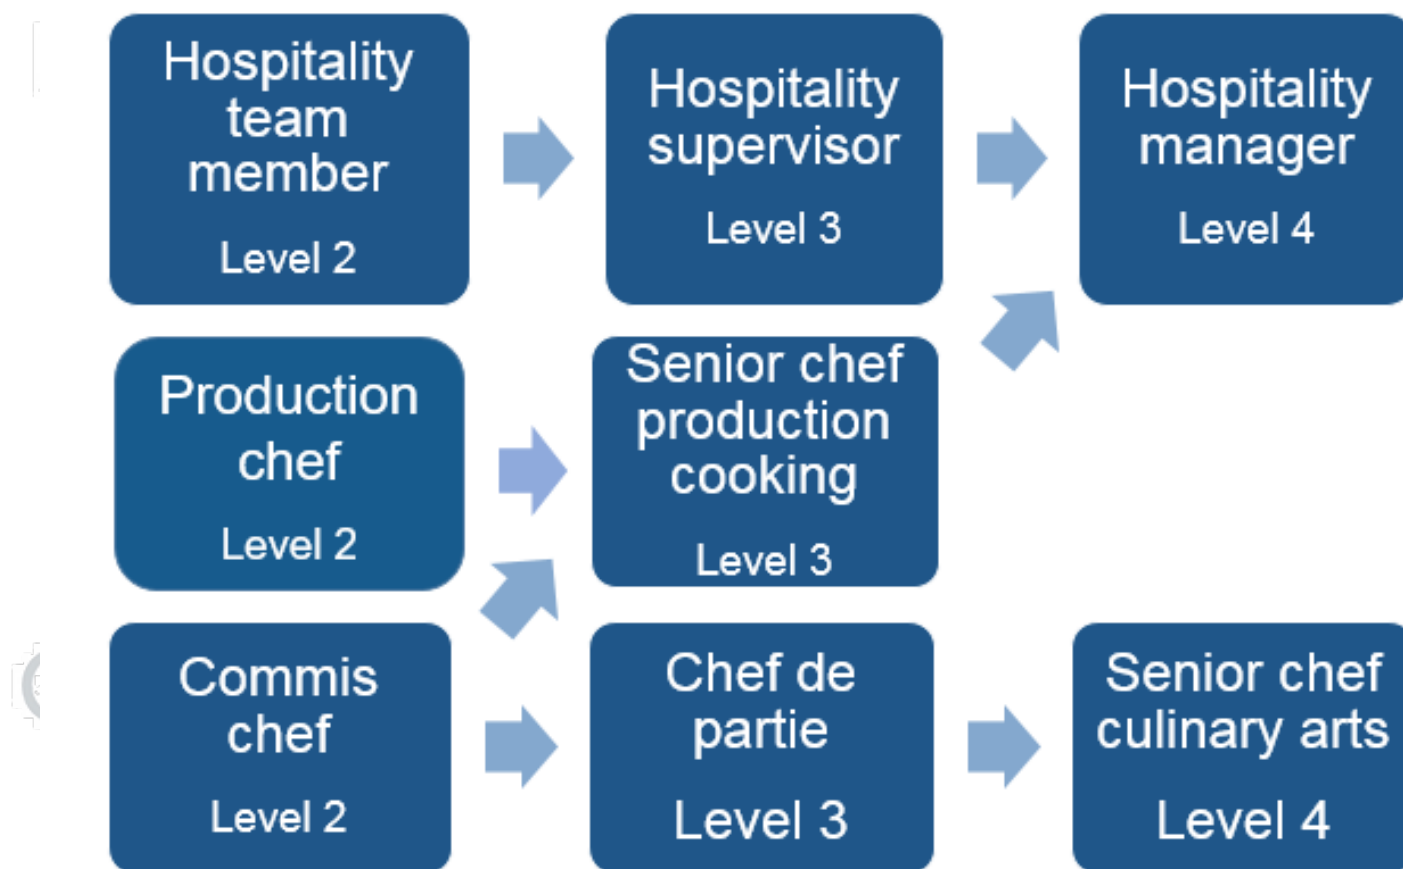 Hospitality
team
member
Level 2
Hospitality
supervisor
Level 3
Hospitality
manager
Level 4
Production
chef
Level 2
Senior chef
production
cooking
Level 3
Commis
chef
Level 2
Chef de
partie
Level 3
Senior chef
culinary arts
Level 4